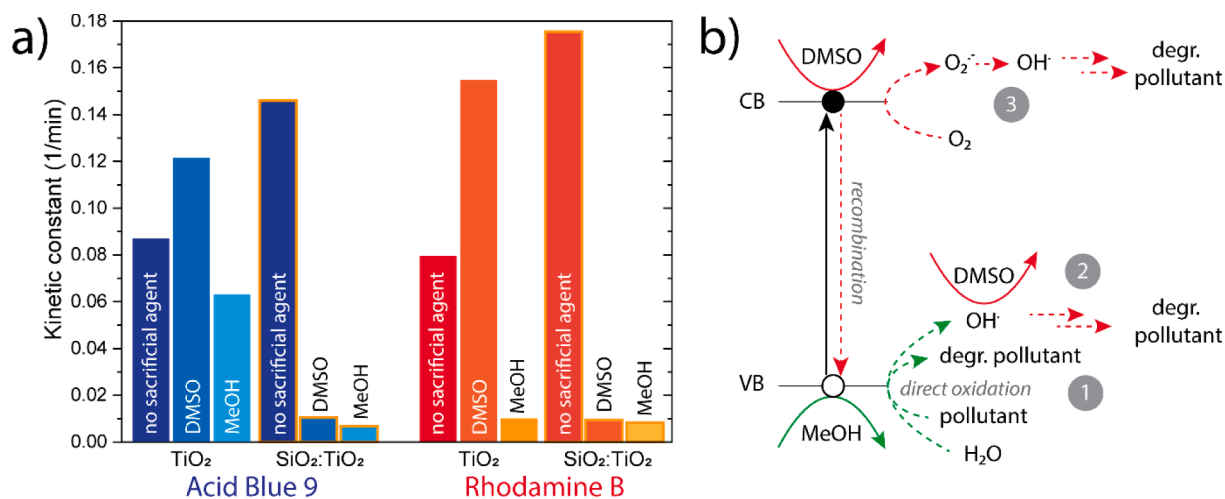 a)
Kinetic constant (1/min)
0.18
0.16
0.14
0.12
0.10
0.08
0.06
0.04
0.02
0.00
no sacrificial agent
DMSO
MeOH
no sacrificial agent
DMSO
MeOH
no sacrificial agent
DMSO
MeOH
no sacrificial agent
DMSO
MeOH
TiO₂
SiO₂:TiO₂
TiO₂
SiO₂:TiO₂
Acid Blue 9
Rhodamine B
b)
DMSO
CB
O₂·⁻
OH·
degr.
pollutant
3
O₂
recombination
DMSO
2
OH·
degr.
pollutant
degr. pollutant
VB
direct oxidation
1
pollutant
MeOH
H₂O